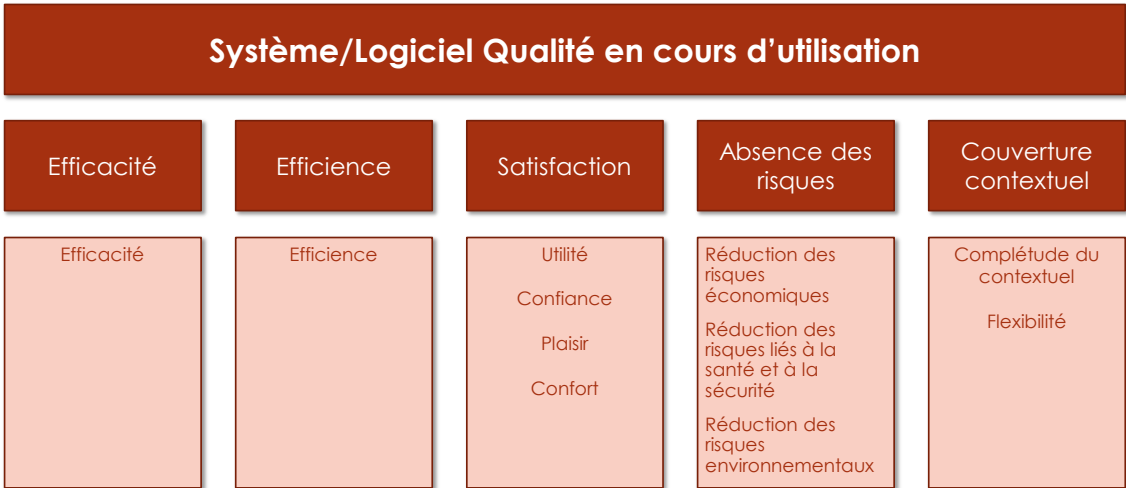 Système/Logiciel Qualité en cours d’utilisation
Efficacité
Efficience
Satisfaction
Absence des
risques
Couverture
contextuel
Efficacité
Efficience
Utilité
Confiance
Plaisir
Confort
Réduction des
risques
économiques
Réduction des
risques liés à la
santé et à la
sécurité
Réduction des
risques
environnementaux
Complétude du
contextuel
Flexibilité